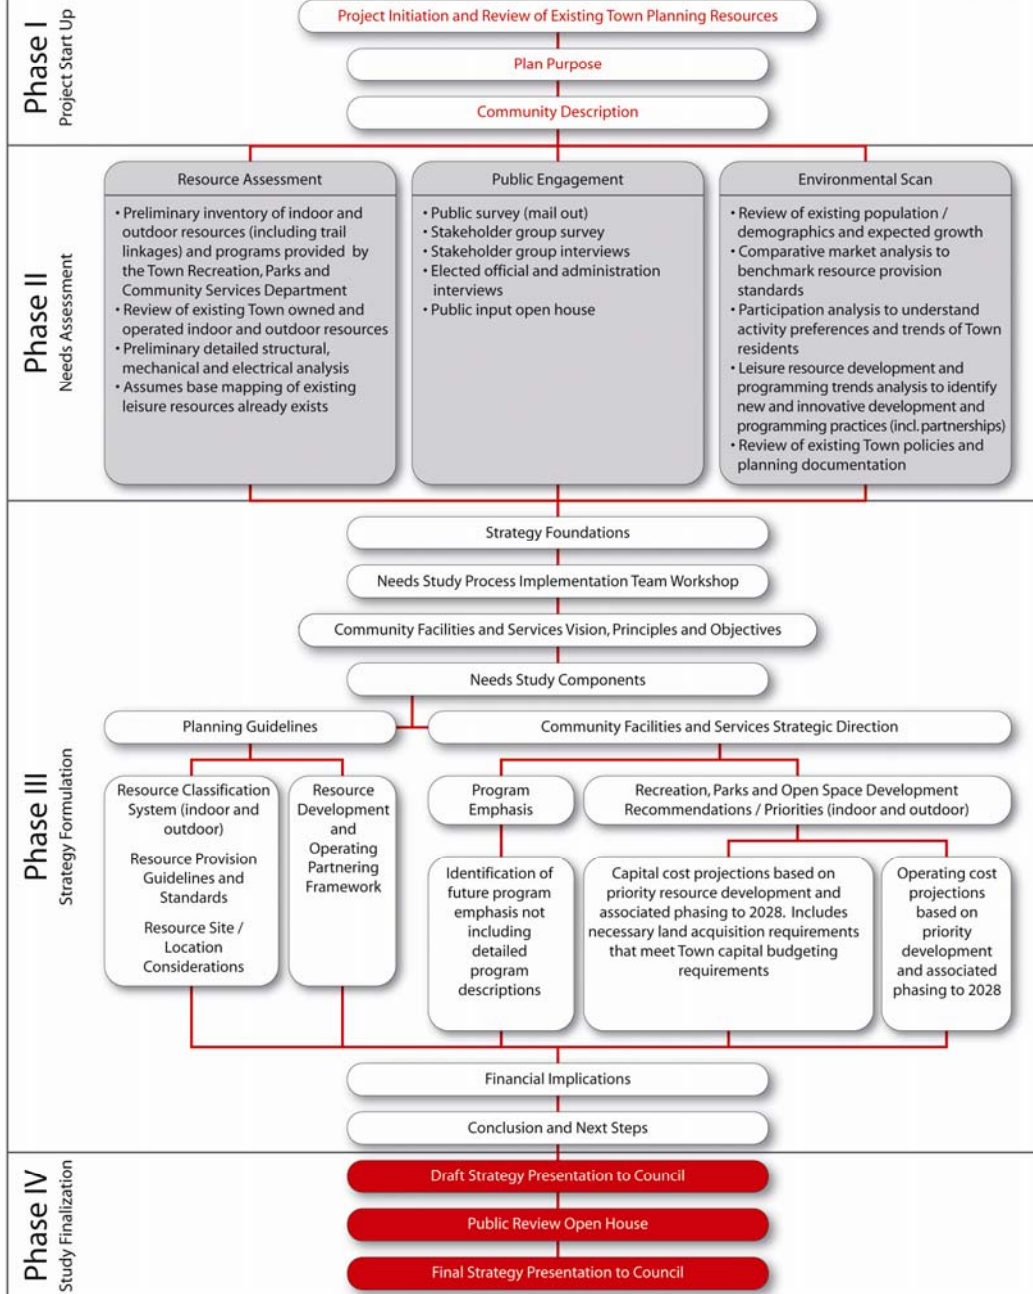 Phase I
Project Start Up
Project Initiation and Review of Existing Town Planning Resources
Plan Purpose
Community Description
Phase II
Needs Assessment
Resource Assessment
• Preliminary inventory of indoor and
outdoor resources (including trail
linkages) and programs provided by
the Town Recreation, Parks and
Community Services Department
• Review of existing Town owned and
operated indoor and outdoor resources
• Preliminary detailed structural,
mechanical and electrical analysis
• Assumes base mapping of existing
leisure resources already exists
Public Engagement
• Public survey (mail out)
• Stakeholder group survey
• Stakeholder group interviews
• Elected official and administration
interviews
• Public input open house
Environmental Scan
• Review of existing population /
demographics and expected growth
• Comparative market analysis to
benchmark resource provision
standards
• Participation analysis to understand
activity preferences and trends of Town
residents
• Leisure resource development and
programming trends analysis to identify
new and innovative development and
programming practices (incl. partnerships)
• Review of existing Town policies and
planning documentation
Phase III
Strategy Formulation
Strategy Foundations
Needs Study Process Implementation Team Workshop
Community Facilities and Services Vision, Principles and Objectives
Needs Study Components
Planning Guidelines
Community Facilities and Services Strategic Direction
Resource Classification
System (indoor and
outdoor)
Resource Provision
Guidelines and
Standards
Resource Site /
Location
Considerations
Resource
Development
and
Operating
Partnering
Framework
Program
Emphasis
Recreation, Parks and Open Space Development
Recommendations / Priorities (indoor and outdoor)
Identification of
future program
emphasis not
including
detailed
program
descriptions
Capital cost projections based on
priority resource development and
associated phasing to 2028. Includes
necessary land acquisition requirements
that meet Town capital budgeting
requirements
Operating cost
projections
based on
priority
development
and associated
phasing to 2028
Financial Implications
Conclusion and Next Steps
Phase IV
Study Finalization
Draft Strategy Presentation to Council
Public Review Open House
Final Strategy Presentation to Council